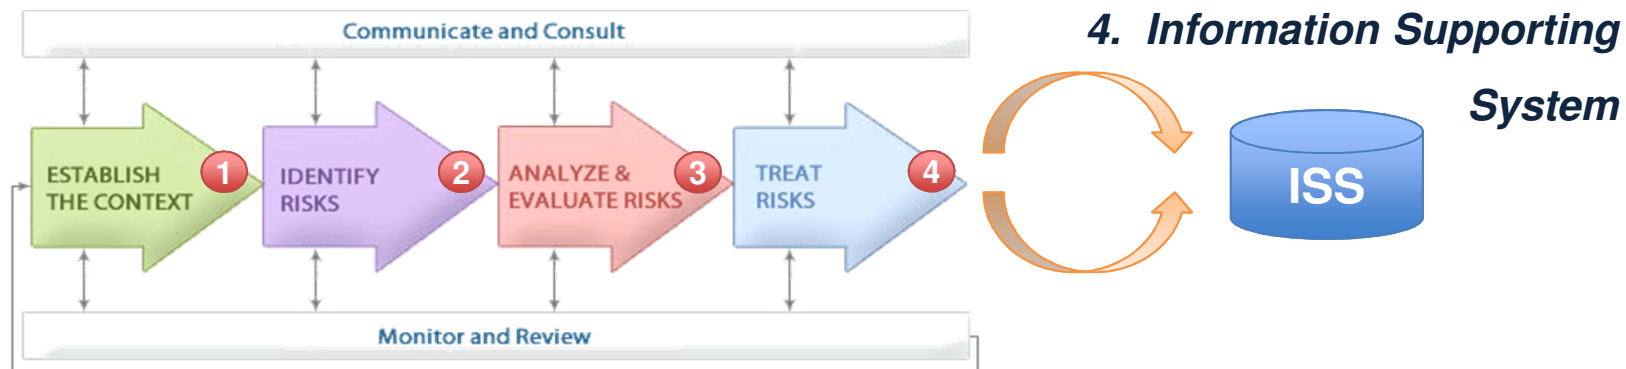 Communicate and Consult
4. Information Supporting
System
ESTABLISH
THE CONTEXT
1
IDENTIFY
RISKS
2
ANALYZE &
EVALUATE RISKS
3
TREAT
RISKS
4
ISS
Monitor and Review